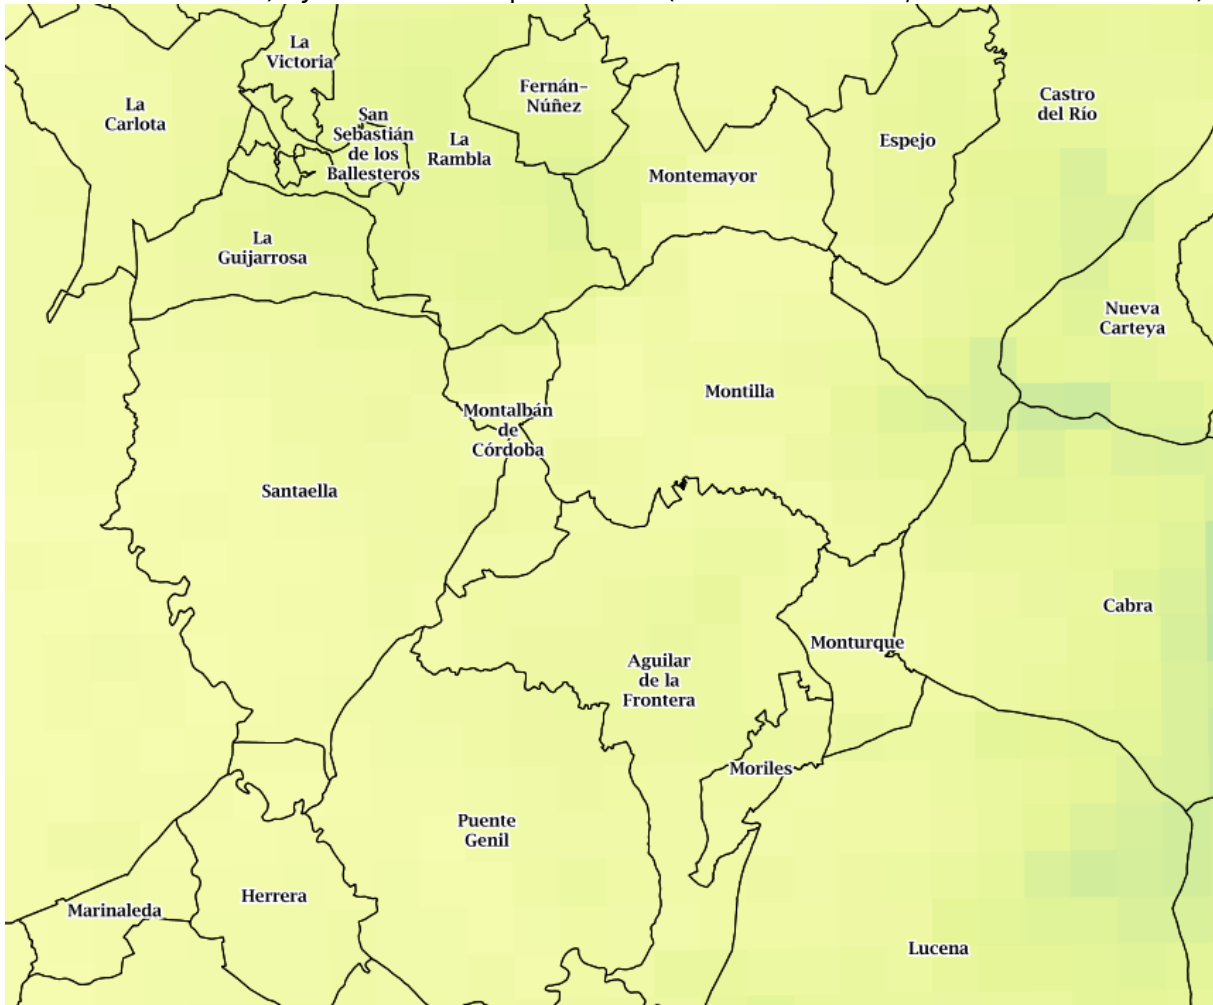 La
Victoria
La
Carlota
San
Sebastián
de los
Ballesteros
La
Rambla
Fernán-
Núñez
Castro
del Río
Espejo
Montemayor
La
Guijarrosa
Nueva
Carteya
Montilla
Montalbán
de
Córdoba
Santaella
Cabra
Monturque
Aguilar
de la
Frontera
Moriles
Puente
Genil
Herrera
Marinaleda
Lucena